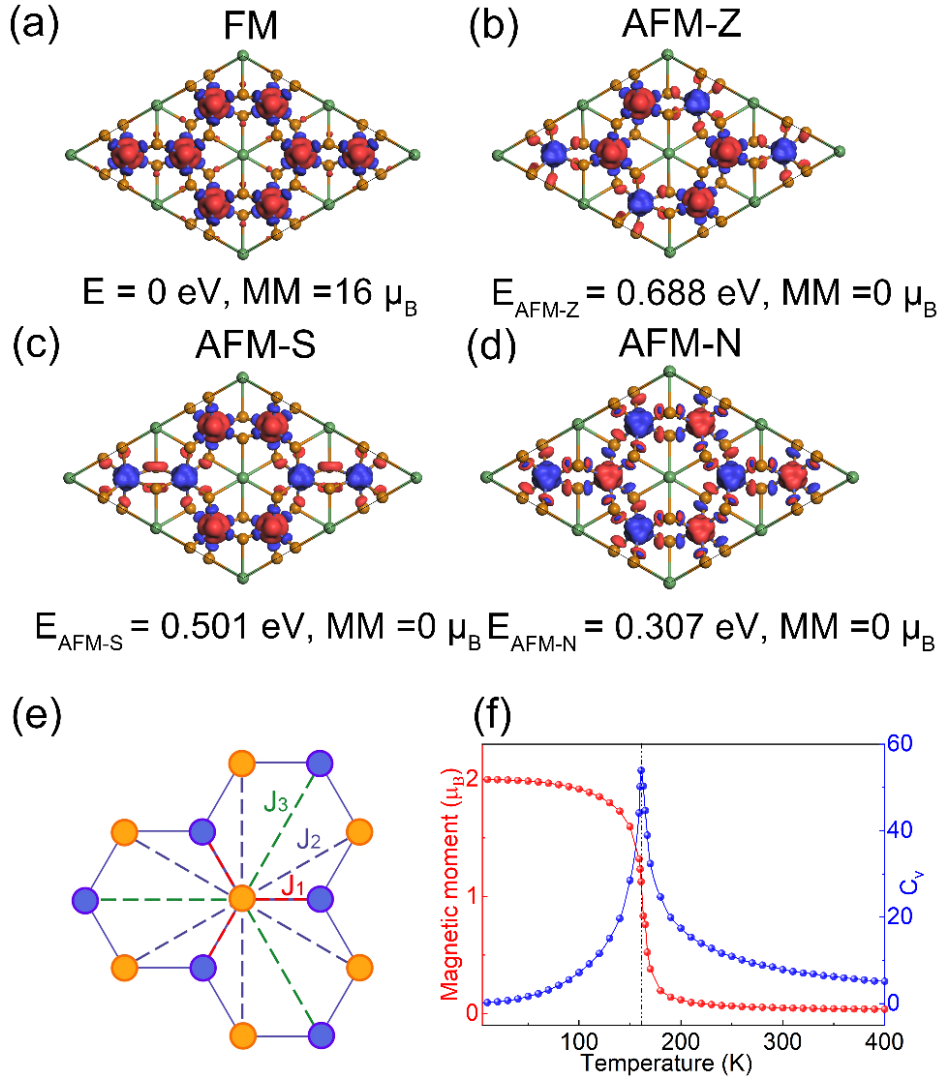 (a) FM
(b) AFM-Z
E = 0 eV, MM =16 μB
EAFM-Z = 0.688 eV, MM =0 μB
(c) AFM-S
(d) AFM-N
EAFM-S = 0.501 eV, MM =0 μB
EAFM-N = 0.307 eV, MM =0 μB
(e)
J3
J2
J1
(f)
Magnetic moment (μB)
2
1
0
60
40
20
0
Cv
100 200 300 400
Temperature (K)